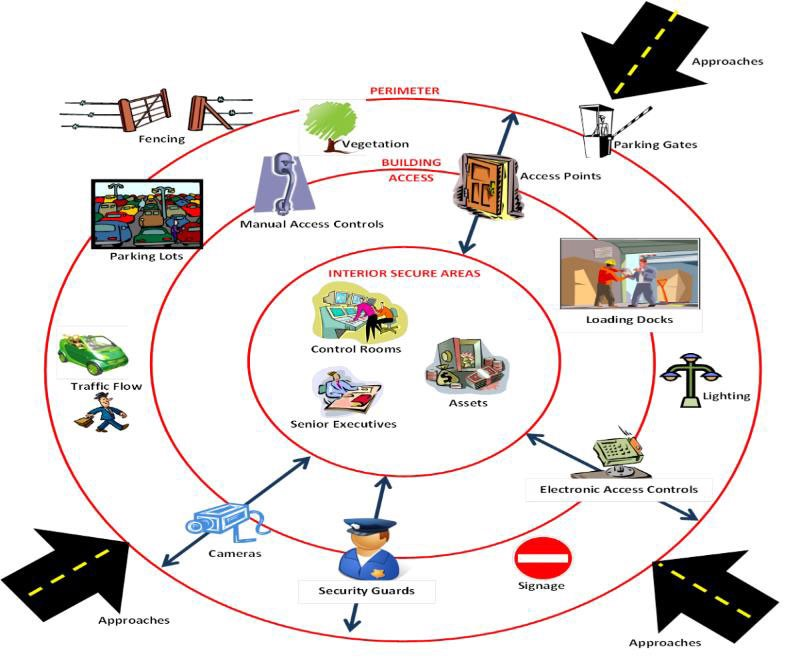 Approaches
PERIMETER
Fencing
Vegetation
Parking Gates
BUILDING
ACCESS
Access Points
Manual Access Controls
Parking Lots
INTERIOR SECURE AREAS
Loading Docks
Control Rooms
Traffic Flow
Lighting
Assets
Senior Executives
Electronic Access Controls
Cameras
Signage
Security Guards
Approaches
Approaches